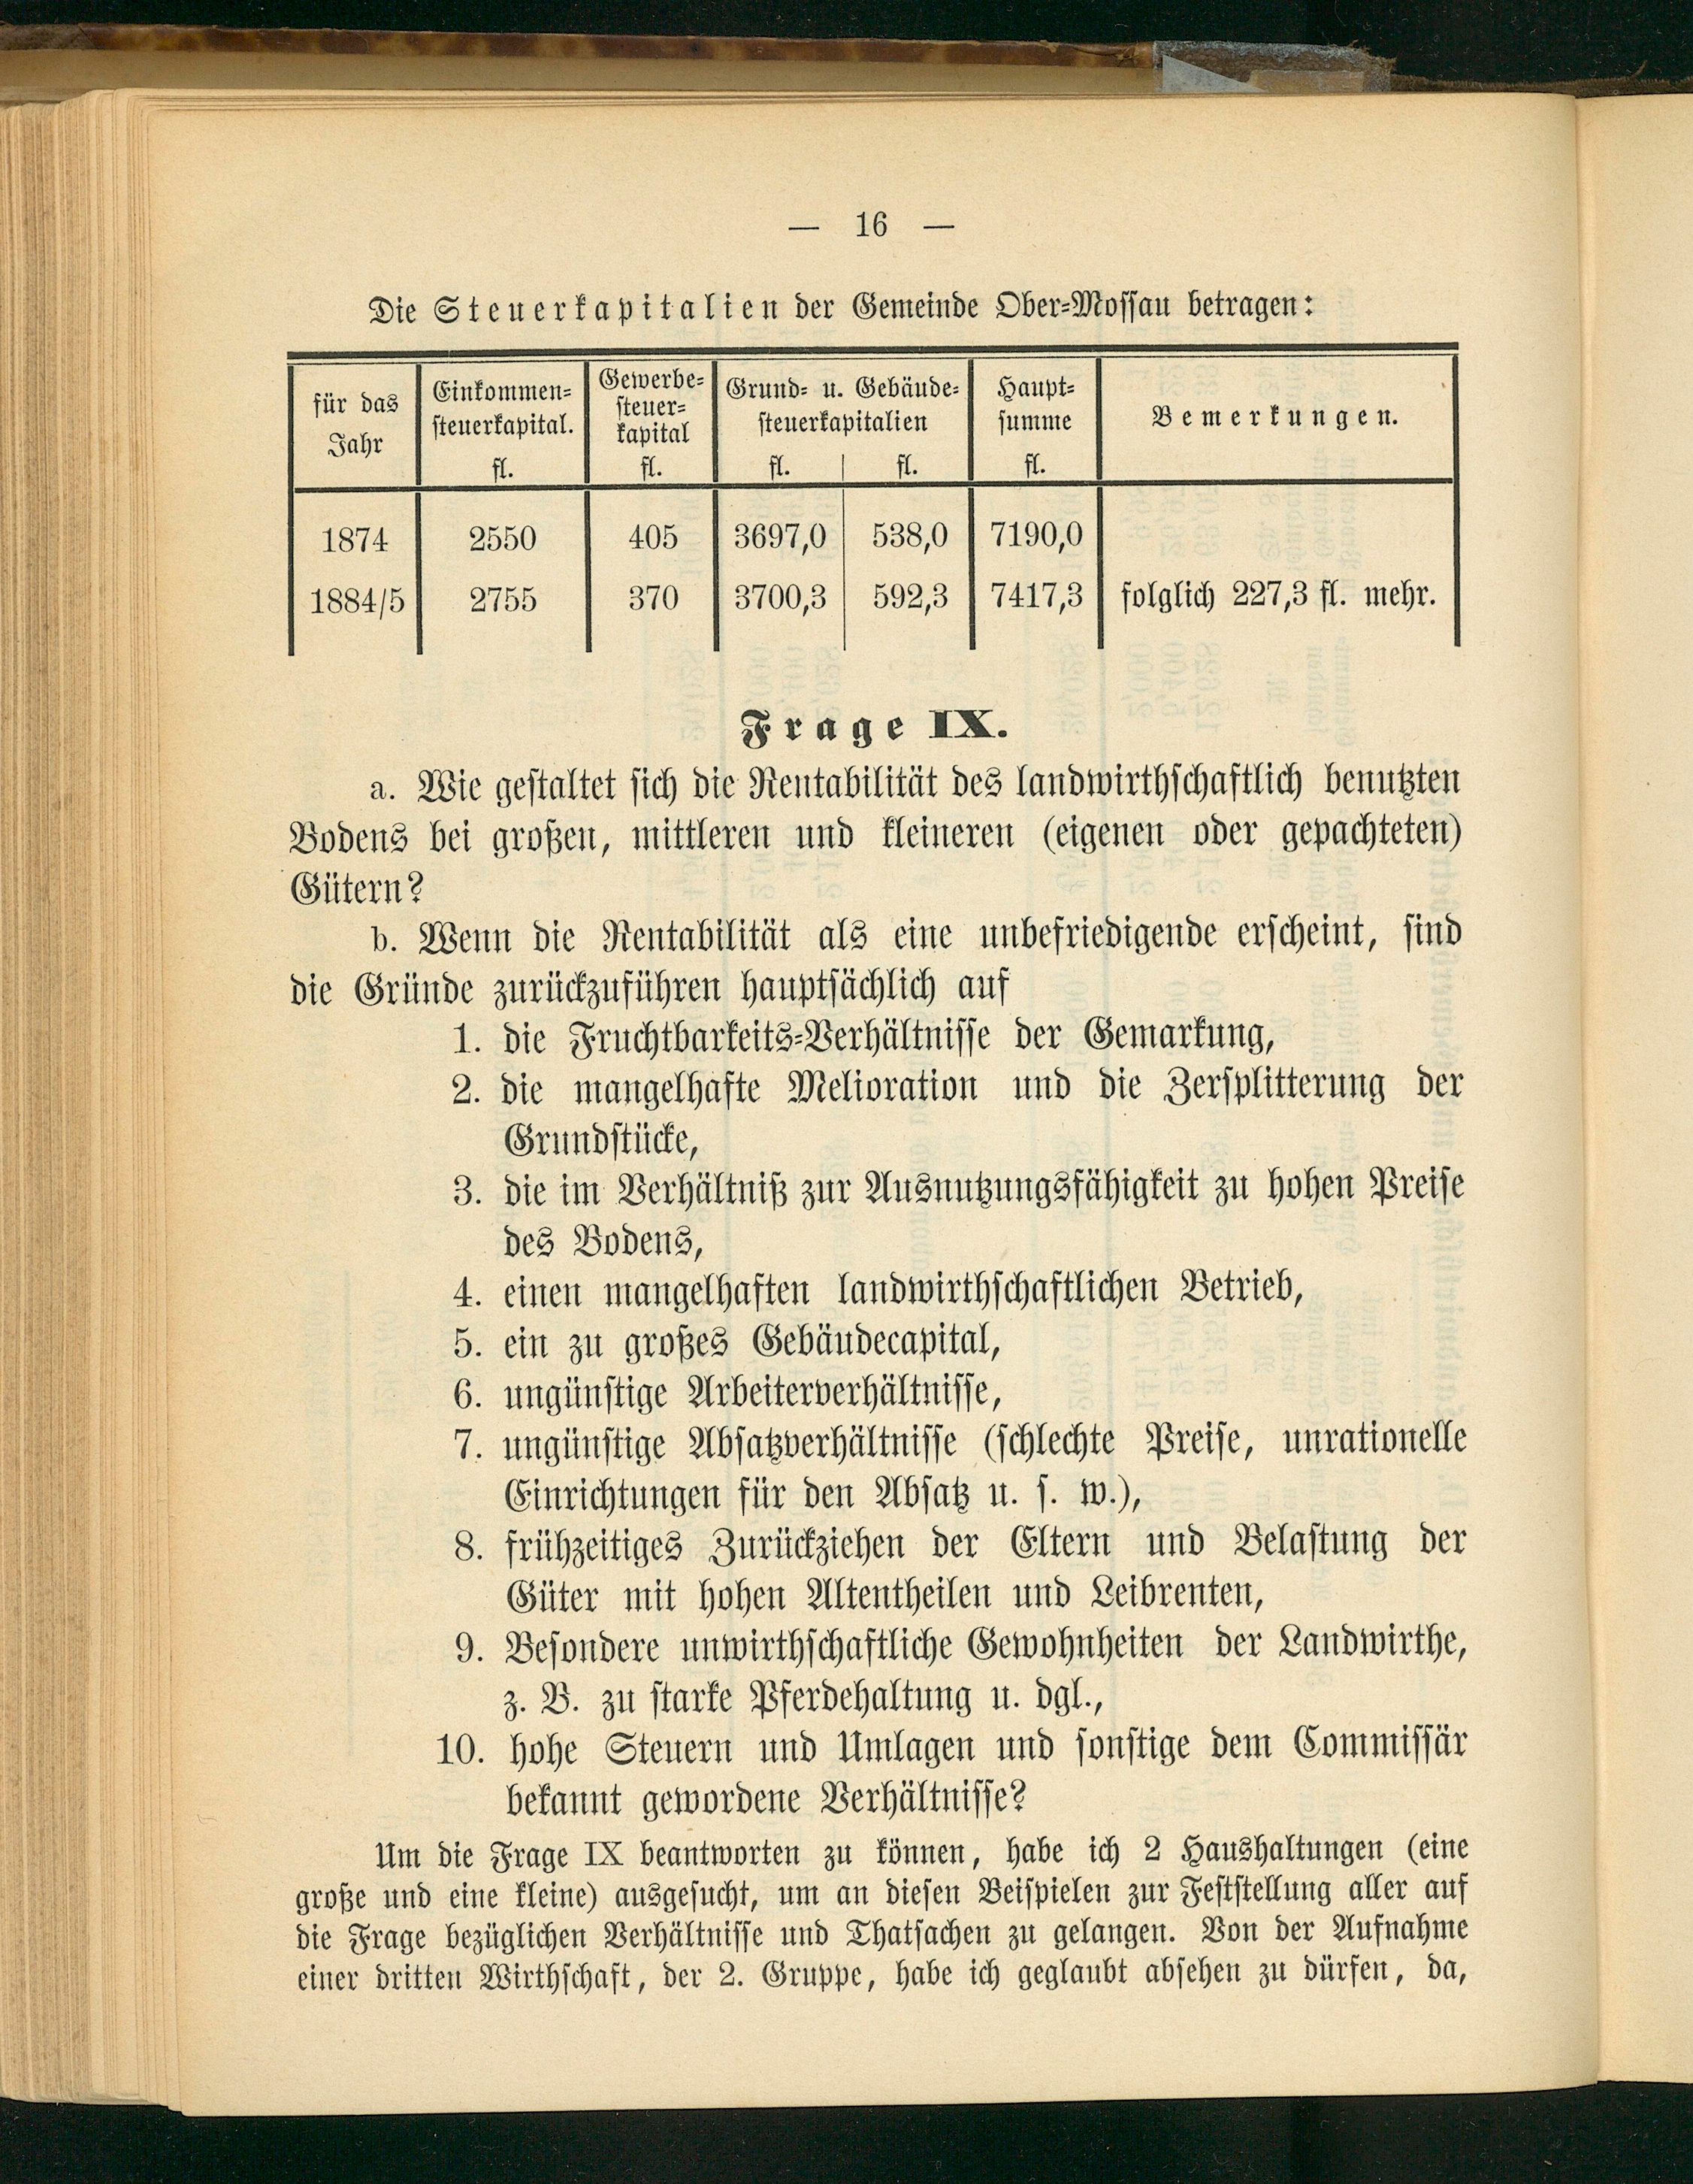 — 16 —
Die Steuerkapitalien der Gemeinde Ober-Mossau betragen:
für das Jahr | Einkommen-steuerkapital. fl. | Gewerbe-steuer-kapital fl. | Grund- u. Gebäude-steuerkapitalien fl. | fl. | Haupt-summe fl. | Bemerkungen.
1874 | 2550 | 405 | 3697,0 | 538,0 | 7190,0
1884/5 | 2755 | 370 | 3700,3 | 592,3 | 7417,3 | folglich 227,3 fl. mehr.
Frage IX.
a. Wie gestaltet sich die Rentabilität des landwirthschaftlich benutzten
Bodens bei großen, mittleren und kleineren (eigenen oder gepachteten)
Gütern?
b. Wenn die Rentabilität als eine unbefriedigende erscheint, sind
die Gründe zurückzuführen hauptsächlich auf
1. die Fruchtbarkeits-Verhältnisse der Gemarkung,
2. die mangelhafte Melioration und die Zersplitterung der
Grundstücke,
3. die im Verhältniß zur Ausnutzungsfähigkeit zu hohen Preise
des Bodens,
4. einen mangelhaften landwirthschaftlichen Betrieb,
5. ein zu großes Gebäudecapital,
6. ungünstige Arbeiterverhältnisse,
7. ungünstige Absatzverhältnisse (schlechte Preise, unrationelle
Einrichtungen für den Absatz u. s. w.),
8. frühzeitiges Zurückziehen der Eltern und Belastung der
Güter mit hohen Altentheilen und Leibrenten,
9. Besondere unwirthschaftliche Gewohnheiten der Landwirthe,
z. B. zu starke Pferdehaltung u. dgl.,
10. hohe Steuern und Umlagen und sonstige dem Commissär
bekannt gewordene Verhältnisse?
Um die Frage IX beantworten zu können, habe ich 2 Haushaltungen (eine
große und eine kleine) ausgesucht, um an diesen Beispielen zur Feststellung aller auf
die Frage bezüglichen Verhältnisse und Thatsachen zu gelangen. Von der Aufnahme
einer dritten Wirthschaft, der 2. Gruppe, habe ich geglaubt absehen zu dürfen, da,